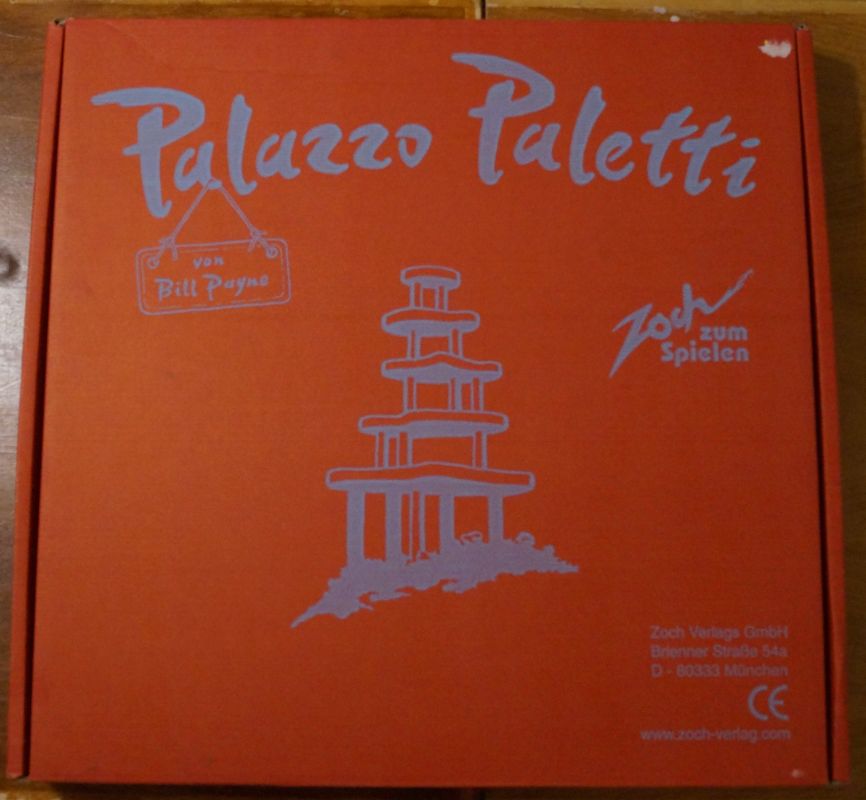 Palazzo Paletti
von
Bill Payne
Zoch
zum
Spielen
Zoch Verlags GmbH
Brienner Straße 54a
D - 80333 München
CE
www.zoch-verlag.com